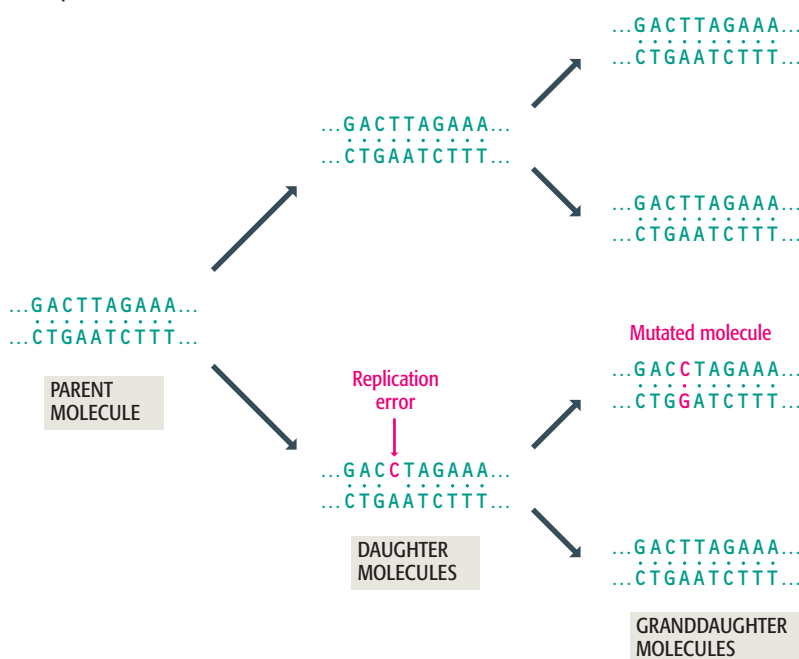 ...GACTTAGAAA...
...CTGAATCTTT...
...GACTTAGAAA...
...CTGAATCTTT...
...GACTTAGAAA...
...CTGAATCTTT...
...GACTTAGAAA...
...CTGAATCTTT...
PARENT
MOLECULE
Replication
error
Mutated molecule
...GACCTAGAAA...
...CTGGATCTTT...
...GACCTAGAAA...
...CTGAATCTTT...
DAUGHTER
MOLECULES
...GACTTAGAAA...
...CTGAATCTTT...
GRANDDAUGHTER
MOLECULES